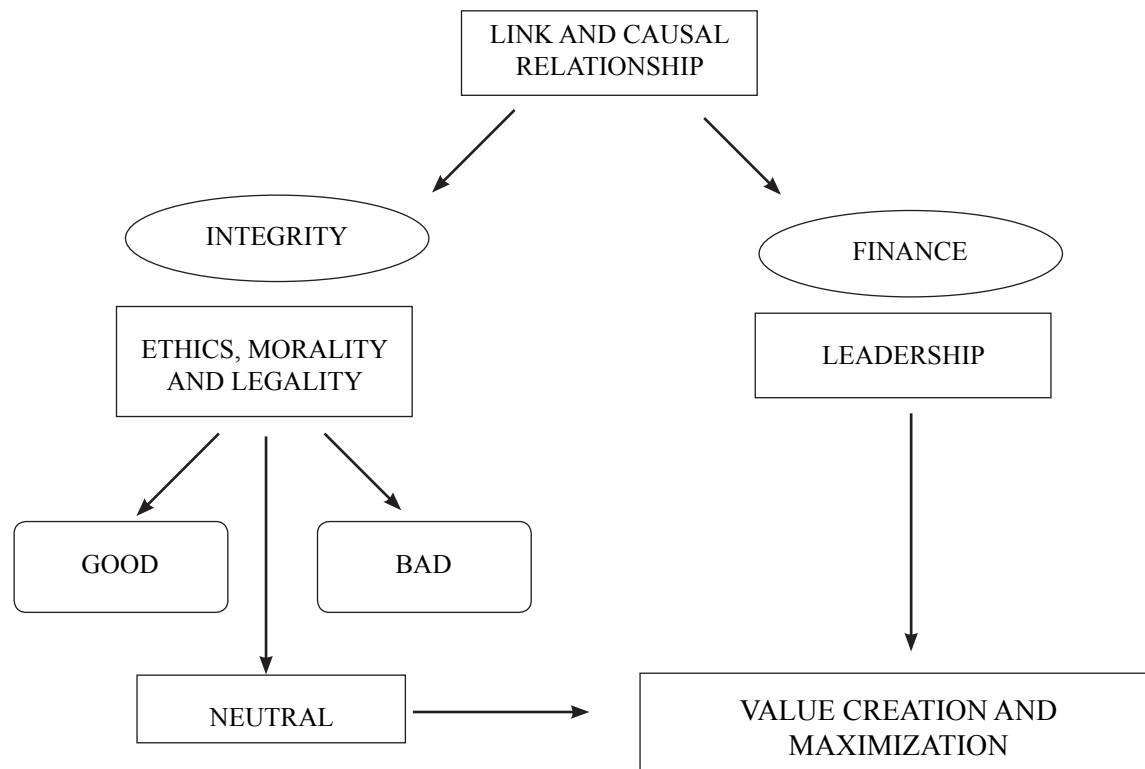 LINK AND CAUSAL
RELATIONSHIP
INTEGRITY
FINANCE
ETHICS, MORALITY
AND LEGALITY
LEADERSHIP
GOOD
BAD
NEUTRAL
VALUE CREATION AND
MAXIMIZATION